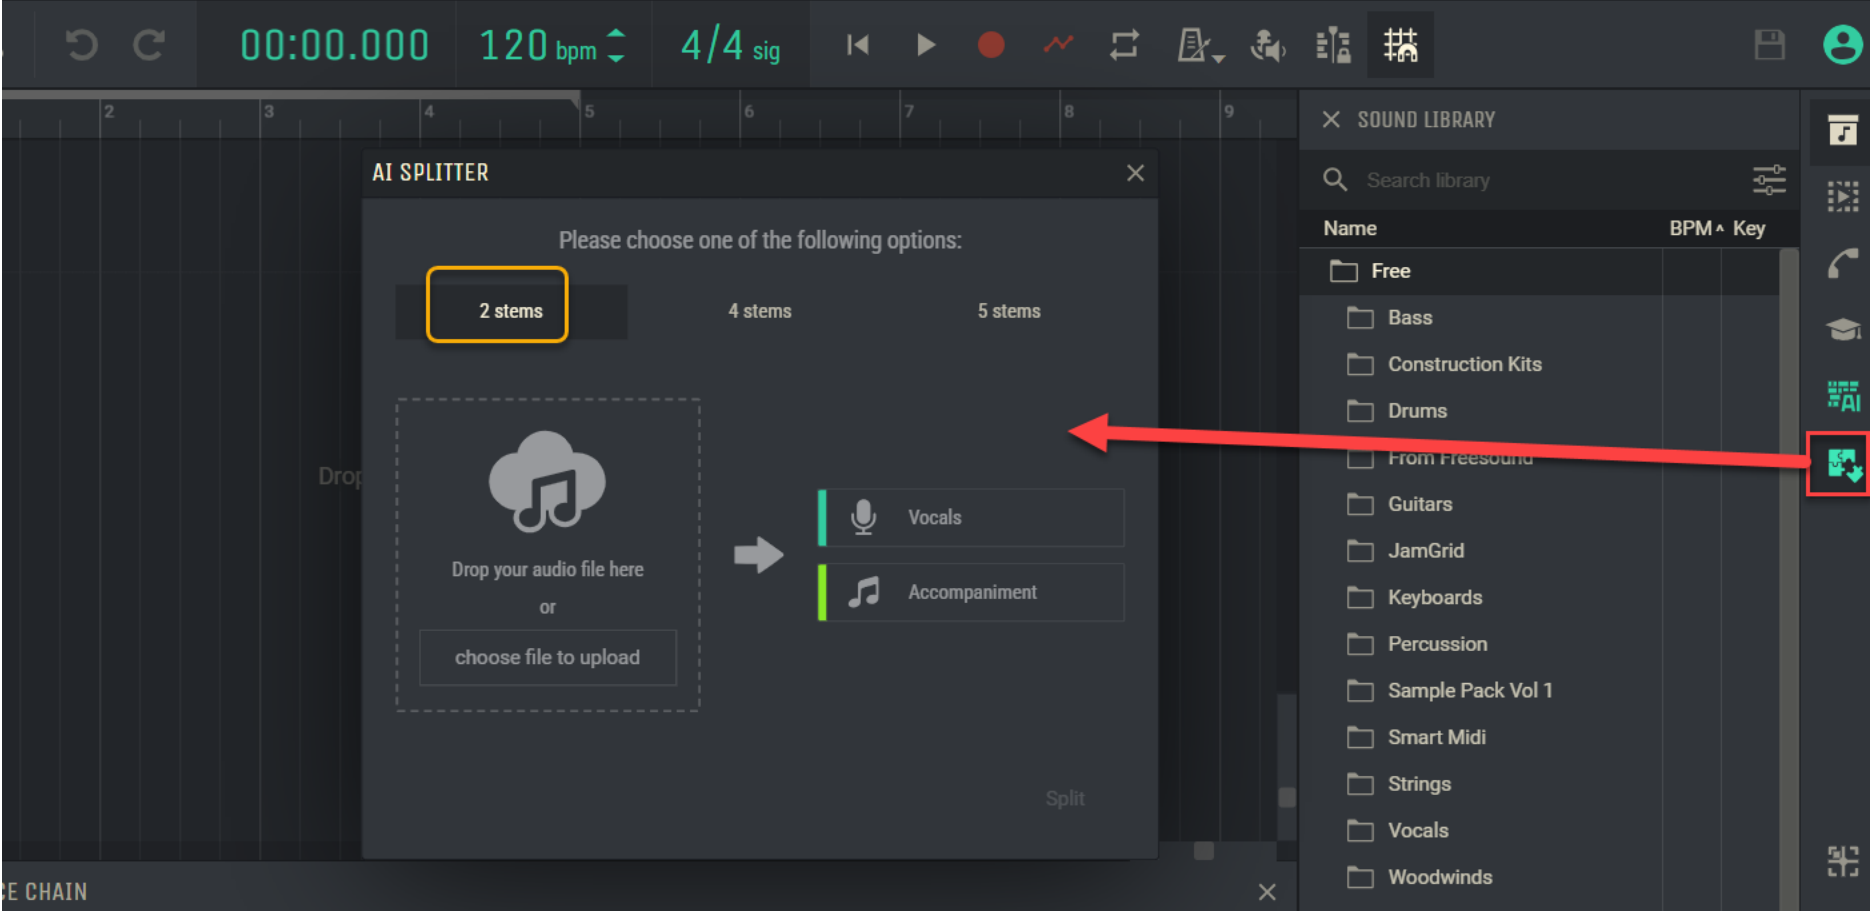 00:00.000
120 bpm
4/4 sig
2
3
4
5
6
7
8
9
SOUND LIBRARY
Search library
Name BPM ^ Key
Free
Bass
Construction Kits
Drums
From Freesound
Guitars
JamGrid
Keyboards
Percussion
Sample Pack Vol 1
Smart Midi
Strings
Vocals
Woodwinds
AI
AI SPLITTER
Please choose one of the following options:
2 stems
4 stems
5 stems
Drop
Drop your audio file here
or
choose file to upload
Vocals
Accompaniment
Split
CE CHAIN